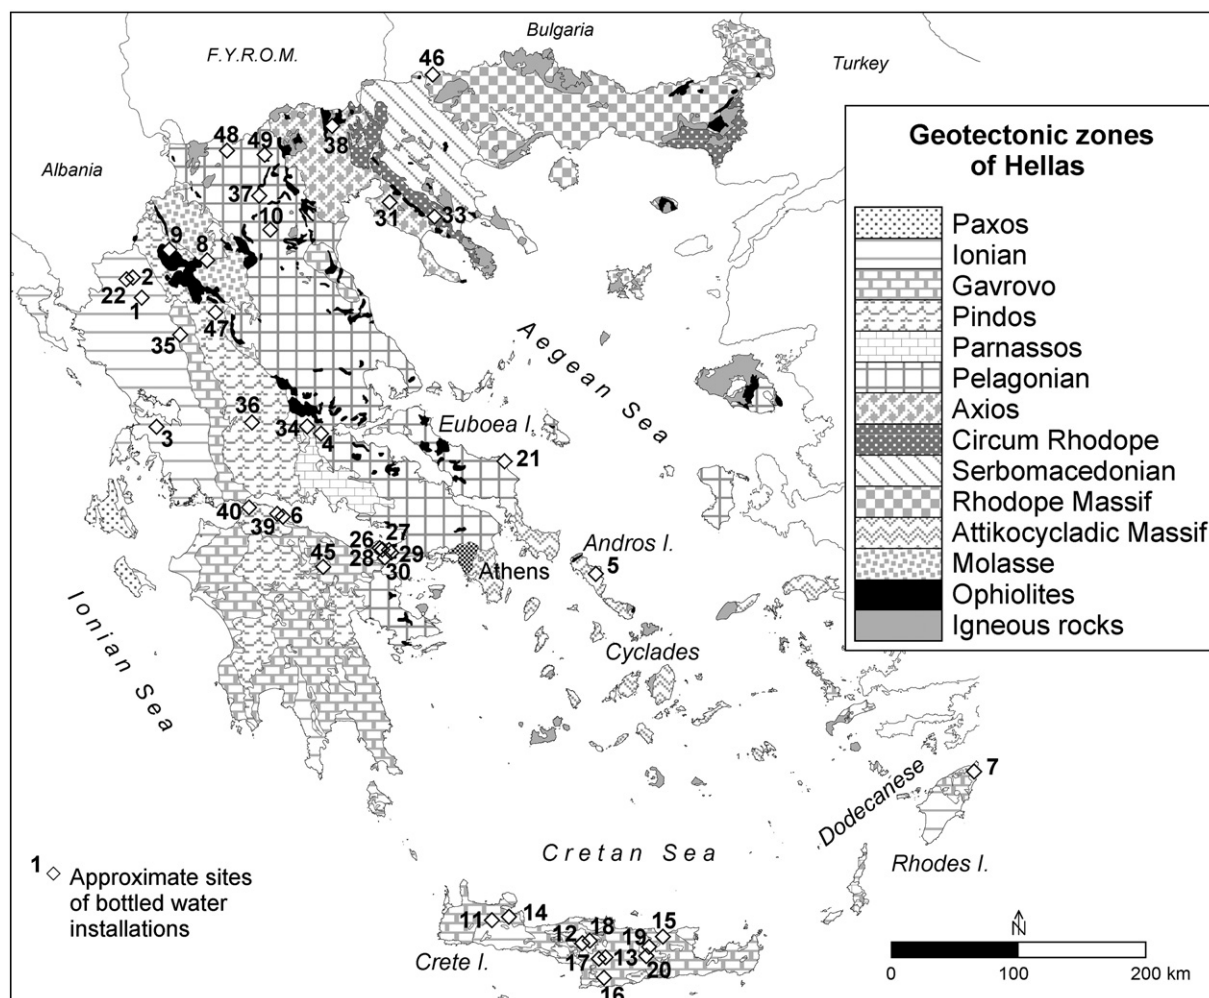 Bulgaria
F.Y.R.O.M.
46
Turkey
Geotectonic zones
of Hellas
48
49
38
Albania
37
10
31
33
9
8
Paxos
Ionian
Gavrovo
Pindos
Parnassos
Pelagonian
Axios
Circum Rhodope
Serbomacedonian
Rhodope Massif
Attikocycladic Massif
Molasse
Ophiolites
Igneous rocks
2
22
1
47
35
Aegean Sea
36
34
4
3
Euboea I.
21
40
39
6
26
27
28
29
30
45
Athens
Andros I.
5
Ionian Sea
Cyclades
7
Dodecanese
Rhodes I.
Cretan Sea
1
Approximate sites
of bottled water
installations
11
14
12
18
15
19
17
13
20
16
Crete I.
N
0
100
200 km